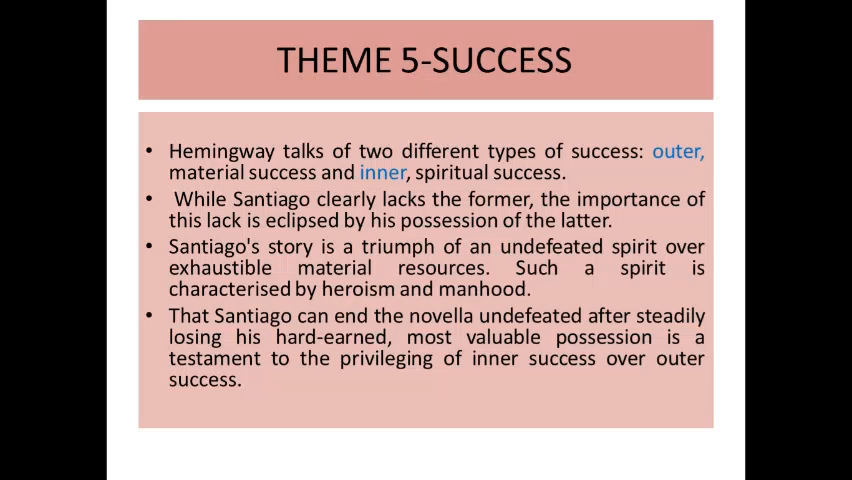 THEME 5-SUCCESS
• Hemingway talks of two different types of success: outer,
material success and inner, spiritual success.
• While Santiago clearly lacks the former, the importance of
this lack is eclipsed by his possession of the latter.
• Santiago's story is a triumph of an undefeated spirit over
exhaustible material resources. Such a spirit is
characterised by heroism and manhood.
• That Santiago can end the novella undefeated after steadily
losing his hard-earned, most valuable possession is a
testament to the privileging of inner success over outer
success.